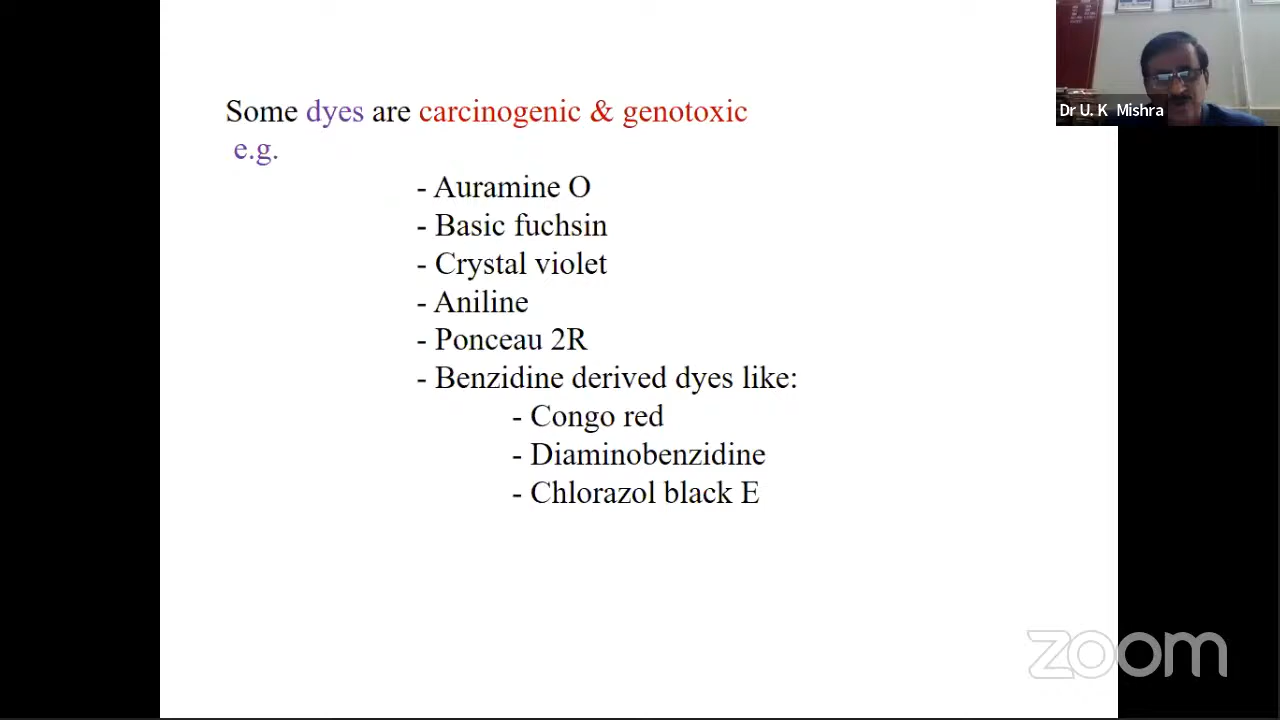 Some dyes are carcinogenic & genotoxic
e.g.
- Auramine O
- Basic fuchsin
- Crystal violet
- Aniline
- Ponceau 2R
- Benzidine derived dyes like:
- Congo red
- Diaminobenzidine
- Chlorazol black E
Dr U. K Mishra
zoom